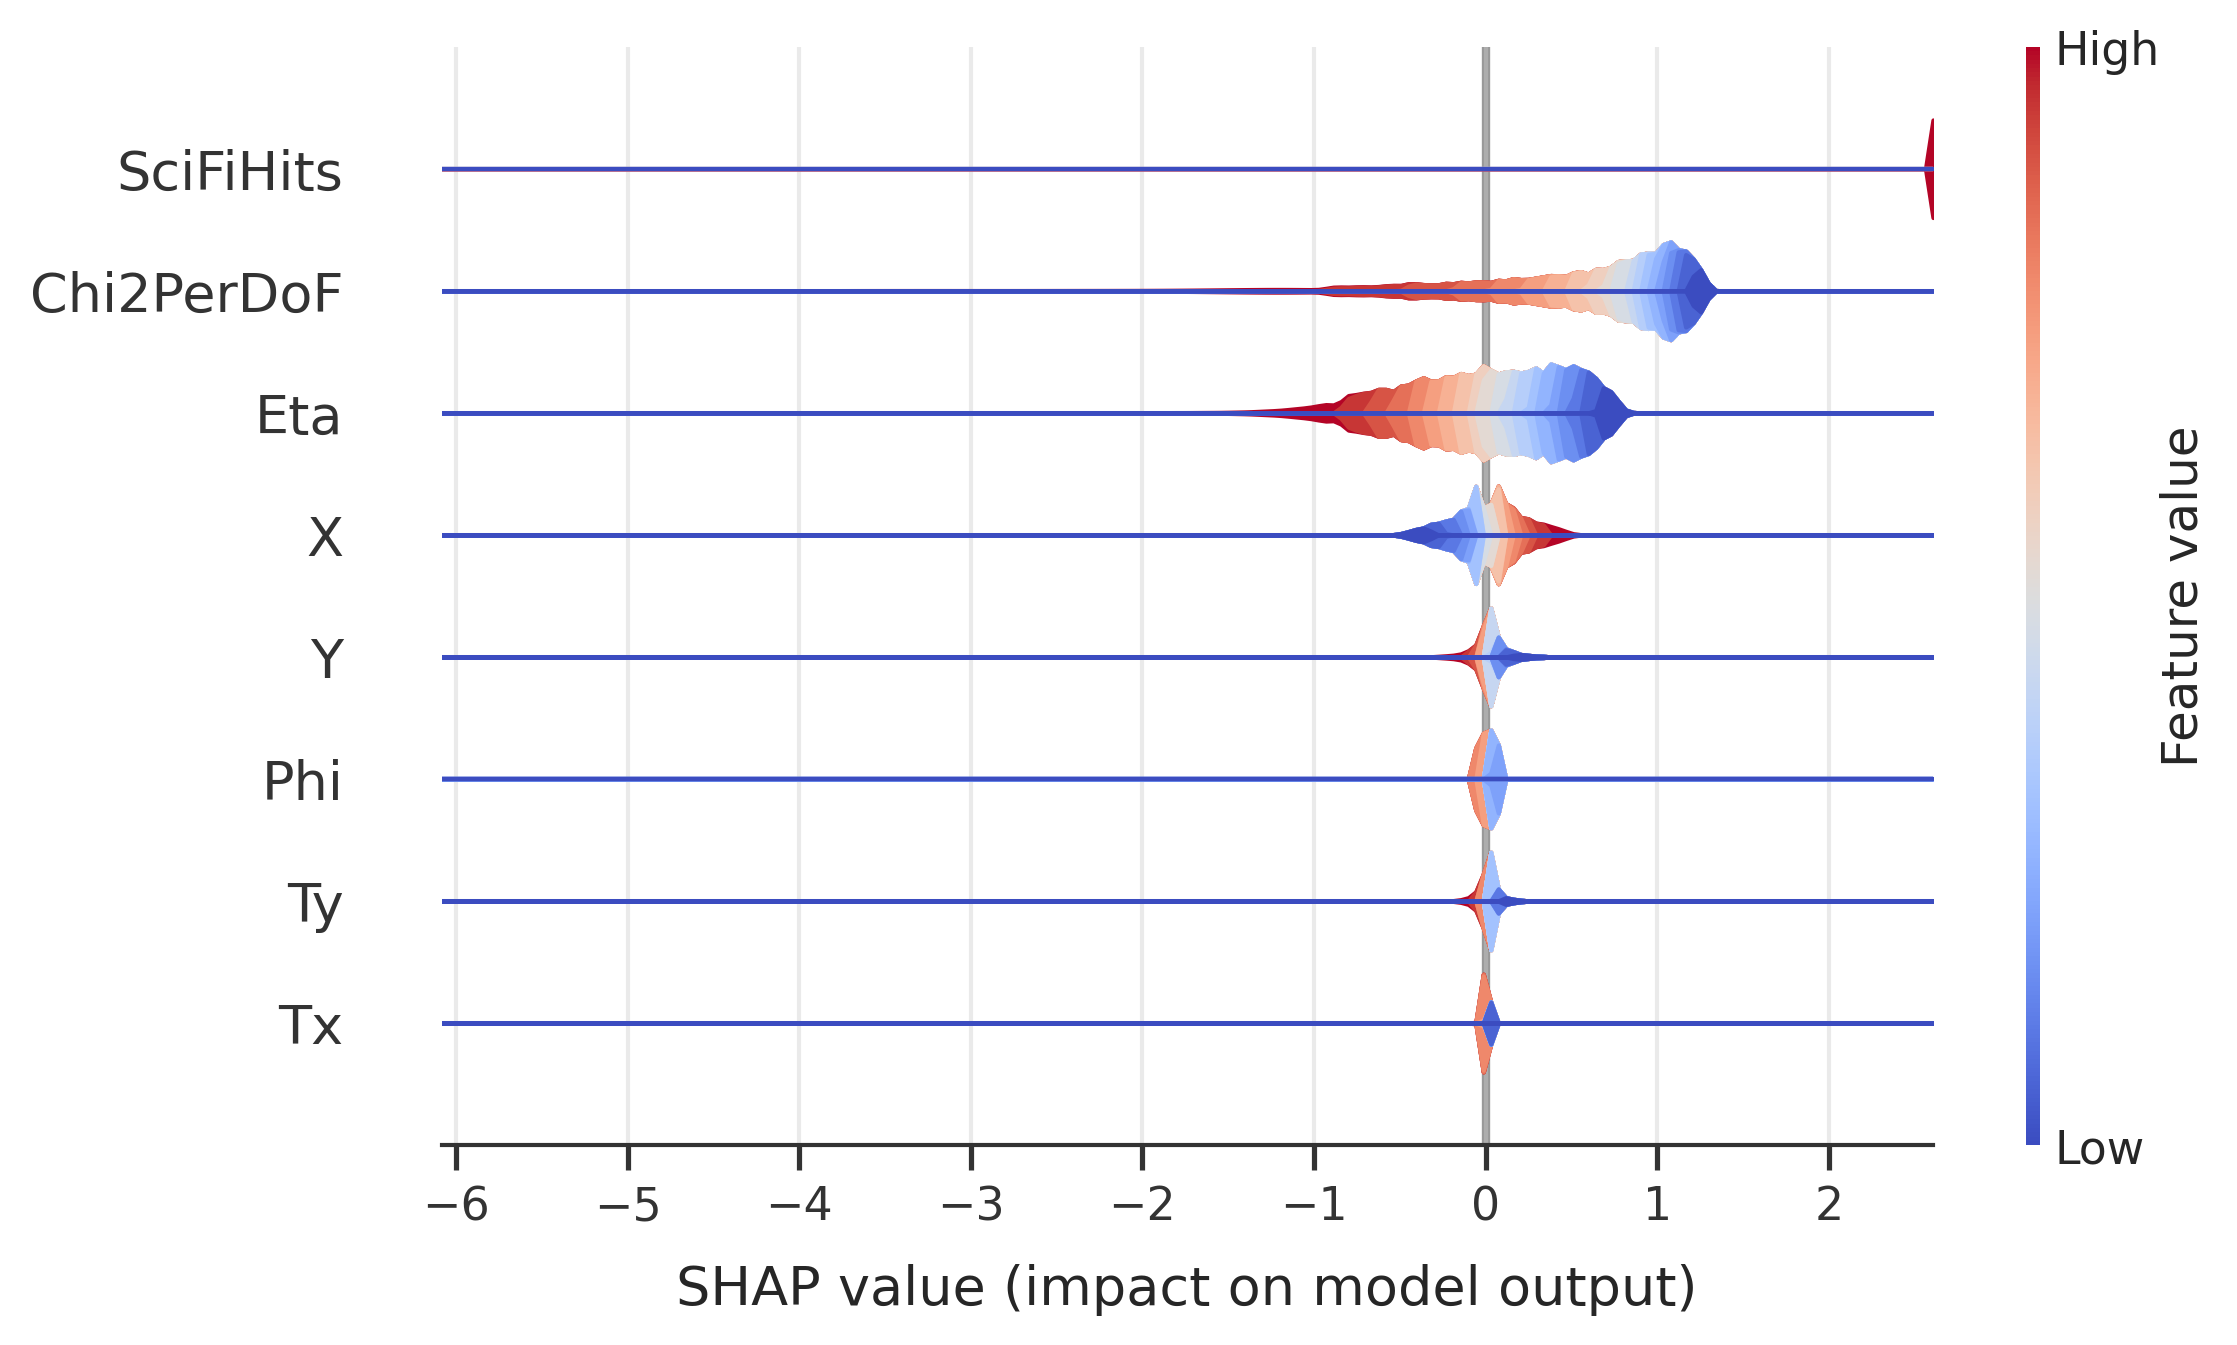 High
SciFiHits
Chi2PerDoF
Eta
X
Y
Phi
Ty
Tx
Feature value
Low
−6 −5 −4 −3 −2 −1 0 1 2
SHAP value (impact on model output)